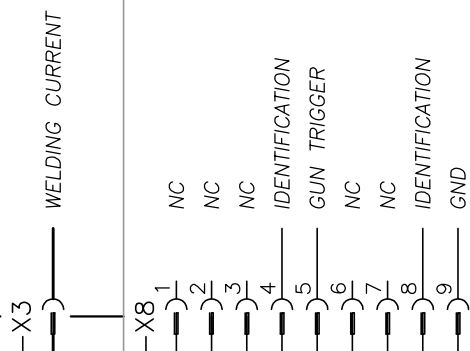 -X3
WELDING CURRENT
-X8
1 NC
2 NC
3 NC
4 IDENTIFICATION
5 GUN TRIGGER
6 NC
7 NC
8 IDENTIFICATION
9 GND